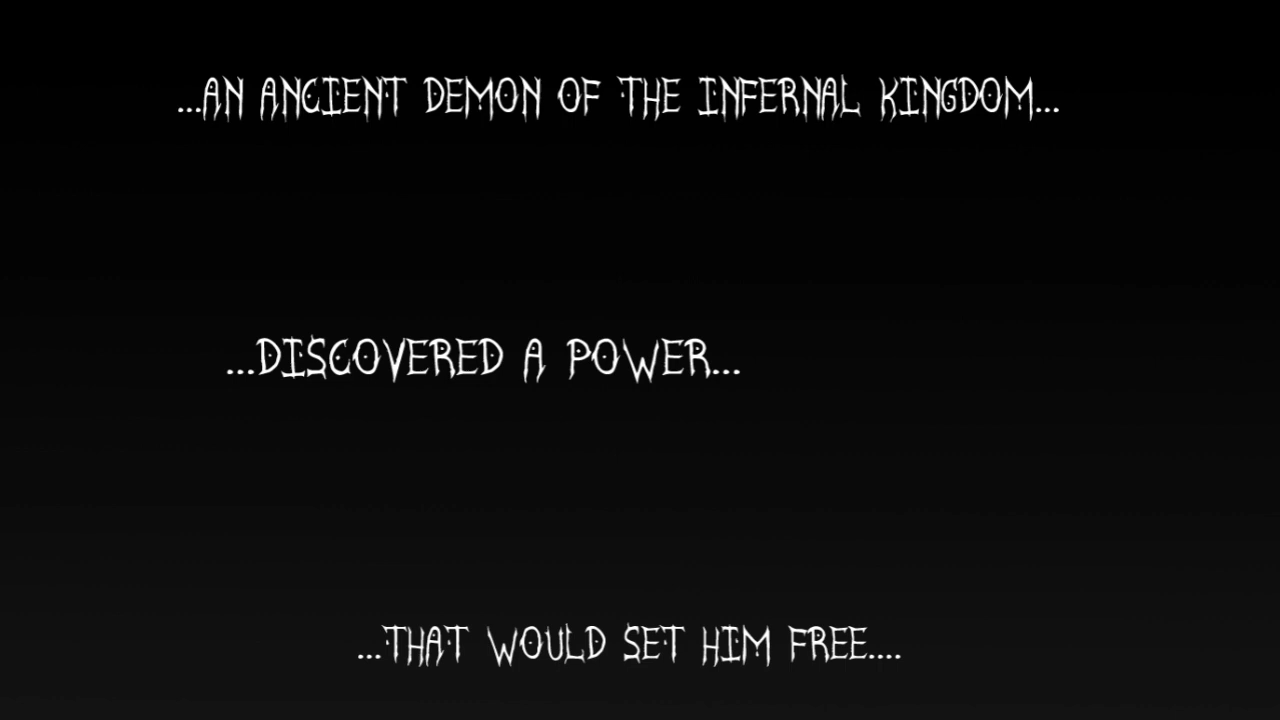 ...AN ANCIENT DEMON OF THE INFERNAL KINGDOM...
...DISCOVERED A POWER...
...THAT WOULD SET HIM FREE....